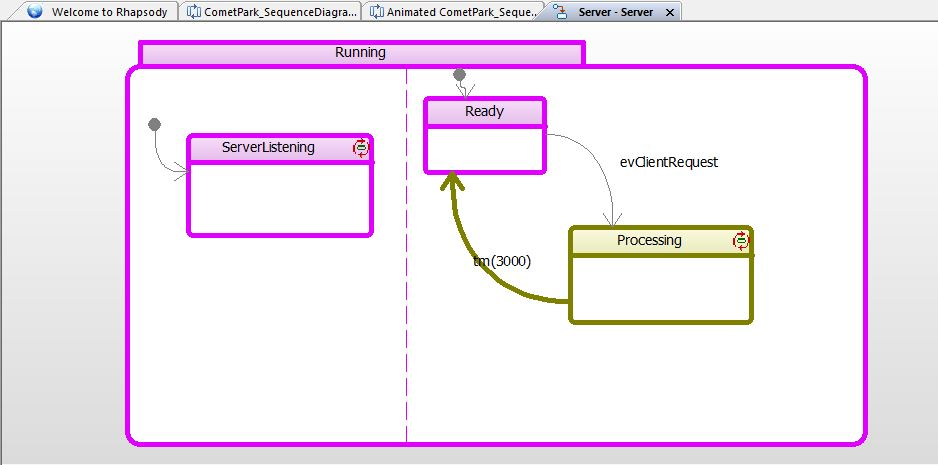 Welcome to Rhapsody
CometPark_SequenceDiagra...
Animated CometPark_Seque...
Server - Server
Running
Ready
ServerListening
evClientRequest
Processing
tm(3000)